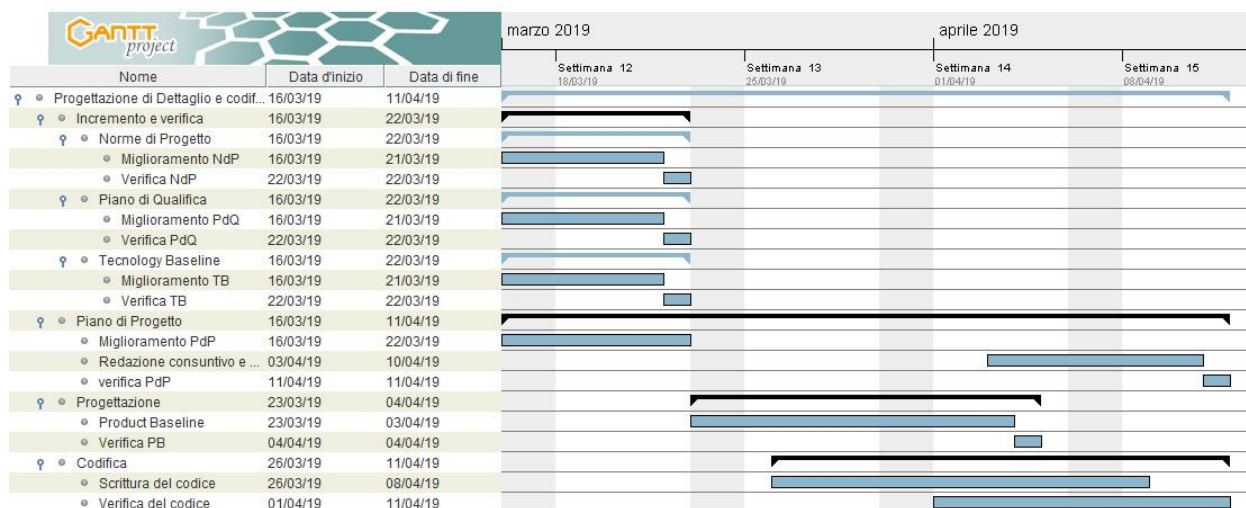 GANTT project
marzo 2019 aprile 2019
Settimana 12 Settimana 13 Settimana 14 Settimana 15
18/03/19 25/03/19 01/04/19 08/04/19
Nome Data d'inizio Data di fine
Progettazione di Dettaglio e codif... 16/03/19 11/04/19
Incremento e verifica 16/03/19 22/03/19
Norme di Progetto 16/03/19 22/03/19
Miglioramento NdP 16/03/19 21/03/19
Verifica NdP 22/03/19 22/03/19
Piano di Qualifica 16/03/19 22/03/19
Miglioramento PdQ 16/03/19 21/03/19
Verifica PdQ 22/03/19 22/03/19
Tecnology Baseline 16/03/19 22/03/19
Miglioramento TB 16/03/19 21/03/19
Verifica TB 22/03/19 22/03/19
Piano di Progetto 16/03/19 11/04/19
Miglioramento PdP 16/03/19 22/03/19
Redazione consuntivo e ... 03/04/19 10/04/19
verifica PdP 11/04/19 11/04/19
Progettazione 23/03/19 04/04/19
Product Baseline 23/03/19 03/04/19
Verifica PB 04/04/19 04/04/19
Codifica 26/03/19 11/04/19
Scrittura del codice 26/03/19 08/04/19
Verifica del codice 01/04/19 11/04/19